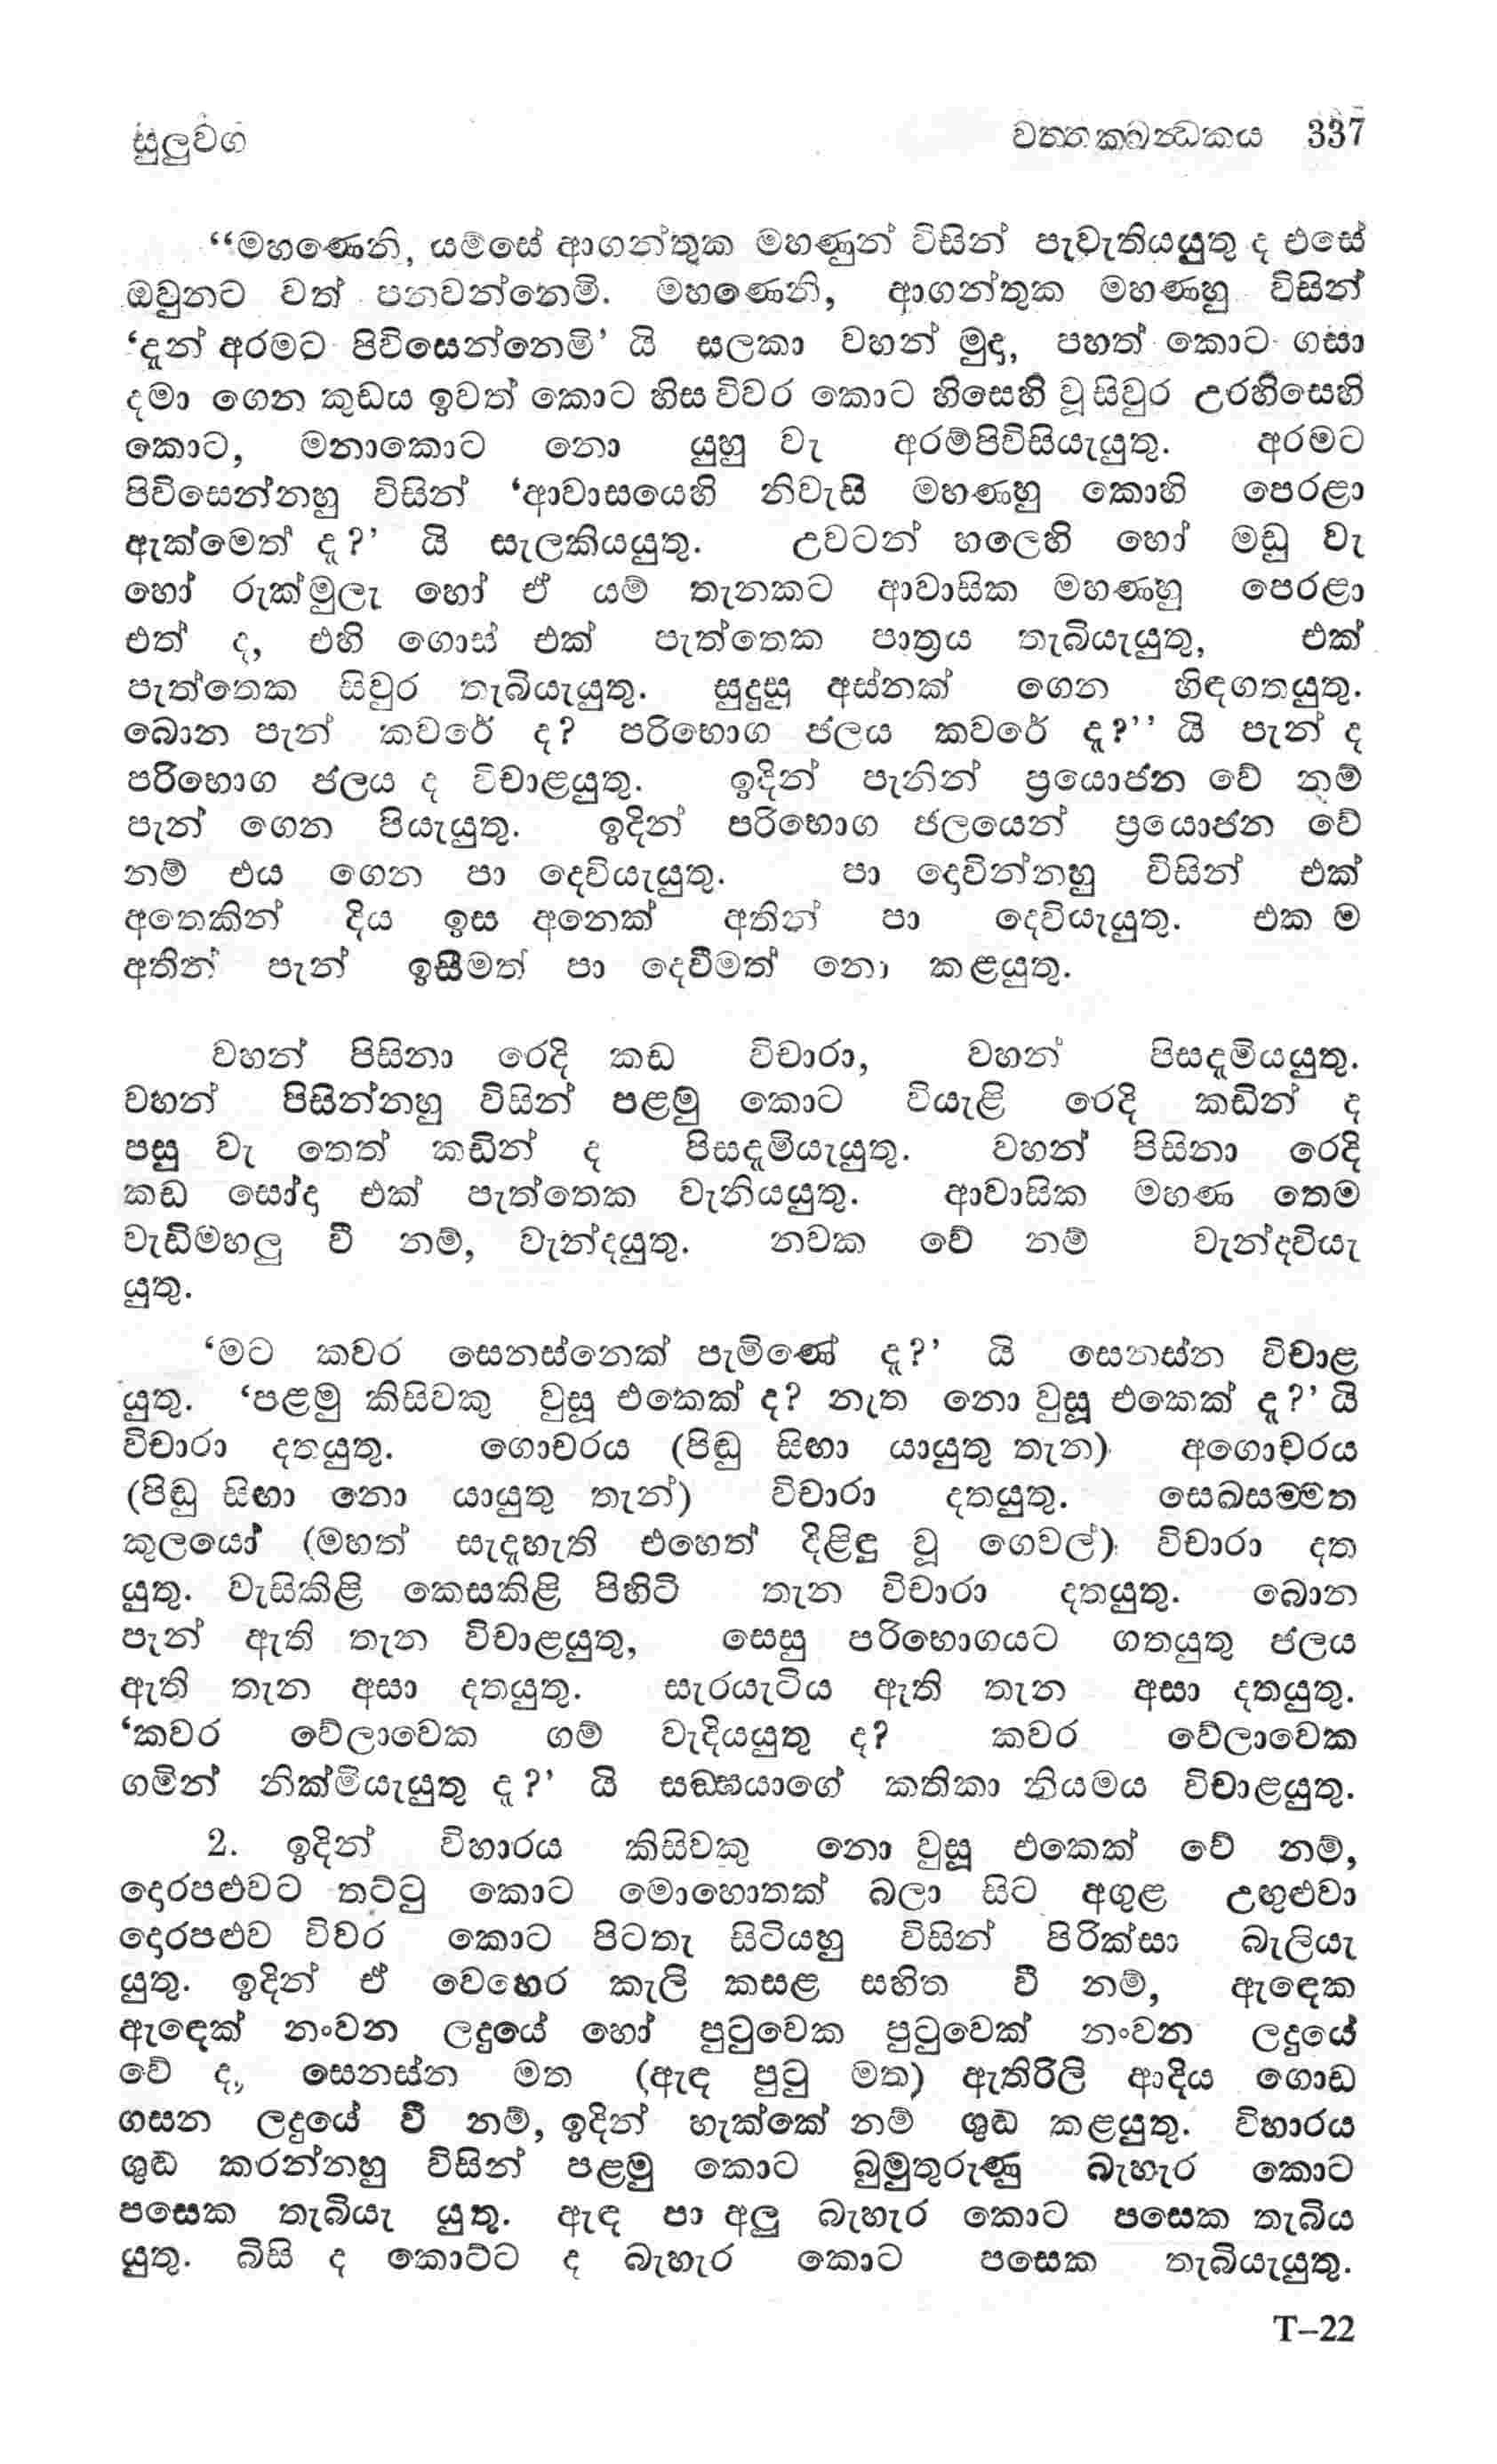 සුලුවග
වත්තක්ඛන්ධකය 337
“මහණෙනි, යම්සේ ආගන්තුක මහණුන් විසින් පැවැතියයුතු ද එසේ
ඔවුනට වත් පනවන්නෙමි. මහණෙනි, ආගන්තුක මහණහු විසින්
‘දැන් අරමට පිවිසෙන්නෙමි’ යි සලකා වහන් මුදා, පහත් කොට ගසා
දමා ගෙන කුඩය ඉවත් කොට හිස විවර කොට හිසෙහි වූ සිවුර උරහිසෙහි
කොට, මනාකොට නො යුහු වැ අරම්පිවිසියැයුතු. අරමට
පිවිසෙන්නහු විසින් ‘ආවාසයෙහි නිවැසි මහණහු කොහි පෙරළා
ඇක්මෙත් දැ?’ යි සැලකියයුතු. උවටන් හලෙහි හෝ මඩු වැ
හෝ රුක්මුලැ හෝ ඒ යම් තැනකට ආවාසික මහණහු පෙරළා
එත් ද, එහි ගොස් එක් පැත්තෙක පාත්‍රය තැබියැයුතු, එක්
පැත්තෙක සිවුර තැබියැයුතු. සුදුසු අස්නක් ගෙන හිඳගතයුතු.
බොන පැන් කවරේ ද? පරිභොග ජලය කවරේ දැ?’’ යි පැන් ද
පරිභොග ජලය ද විචාළයුතු. ඉදින් පැනින් ප්‍රයොජන වේ නම්
පැන් ගෙන පියැයුතු. ඉදින් පරිභොග ජලයෙන් ප්‍රයොජන වේ
නම් එය ගෙන පා දෙවියැයුතු. පා දොවින්නහු විසින් එක්
අතෙකින් දිය ඉස අනෙක් අතින් පා දෙවියැයුතු. එක ම
අතින් පැන් ඉසීමත් පා දෙවීමත් නො කළයුතු.
වහන් පිසිනා රෙදි කඩ විචාරා, වහන් පිසදැමියයුතු.
වහන් පිසින්නහු විසින් පළමු කොට වියැළි රෙදි කඩින් ද
පසු වැ තෙත් කඩින් ද පිසදැමියැයුතු. වහන් පිසිනා රෙදි
කඩ සෝදා එක් පැත්තෙක වැනියයුතු. ආවාසික මහණ තෙම
වැඩිමහලු වී නම්, වැන්දයුතු. නවක වේ නම් වැන්දවියැ
යුතු.
‘මට කවර සෙනස්නෙක් පැමිණේ දැ?’ යි සෙනස්න විචාළ
යුතු. ‘පළමු කිසිවකු වුසූ එකෙක් ද? නැත නො වුසූ එකෙක් දැ?’ යි
විචාරා දතයුතු. ගොචරය (පිඬු සිඟා යායුතු තැන) අගොචරය
(පිඬු සිඟා නො යායුතු තැන්) විචාරා දතයුතු. සෙඛසම්මත
කුලයෝ (මහත් සැදැහැති එහෙත් දිළිඳු වූ ගෙවල්) විචාරා දත
යුතු. වැසිකිළි කෙසකිළි පිහිටි තැන විචාරා දතයුතු. බොන
පැන් ඇති තැන විචාළයුතු, සෙසු පරිභොගයට ගතයුතු ජලය
ඇති තැන අසා දතයුතු. සැරයැටිය ඇති තැන අසා දතයුතු.
‘කවර වේලාවෙක ගම් වැදියයුතු ද? කවර වේලාවෙක
ගමින් නික්මියැයුතු දැ?’ යි සඞ්ඝයාගේ කතිකා නියමය විචාළයුතු.
2. ඉදින් විහාරය කිසිවකු නො වුසූ එකෙක් වේ නම්,
දොරපළුවට තට්ටු කොට මොහොතක් බලා සිට අගුළ උඟුළුවා
දොරපළුව විවර කොට පිටතැ සිටියහු විසින් පිරික්සා බැලියැ
යුතු. ඉදින් ඒ වෙහෙර කැලි කසළ සහිත වී නම්, ඇඳෙක
ඇඳෙක් නංවන ලදුයේ හෝ පුටුවෙක පුටුවෙක් නංවන ලදුයේ
වේ ද, සෙනස්න මත (ඇඳ පුටු මත) ඇතිරිලි ආදිය ගොඩ
ගසන ලදුයේ වී නම්, ඉදින් හැක්කේ නම් ශුද්ධ කළයුතු. විහාරය
ශුද්ධ කරන්නහු විසින් පළමු කොට බුමුතුරුණු බැහැර කොට
පසෙක තැබියැ යුතු. ඇඳ පා අලු බැහැර කොට පසෙක තැබිය
යුතු. බිසි ද කොට්ට ද බැහැර කොට පසෙක තැබියැයුතු.
T–22